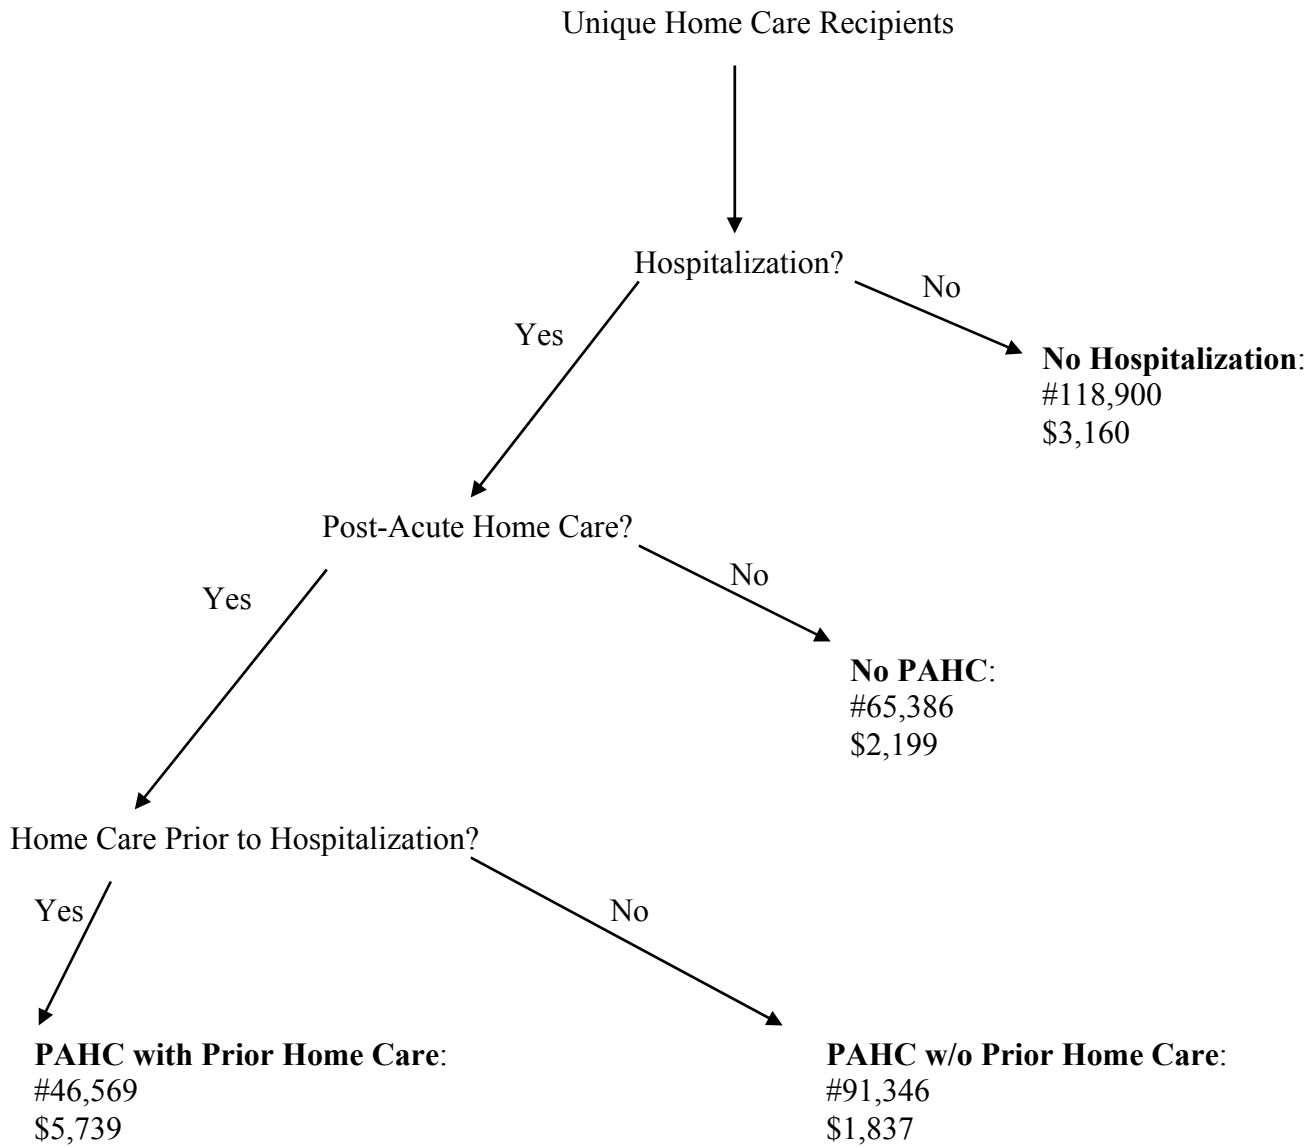 Unique Home Care Recipients
Hospitalization?
No
Yes
No Hospitalization:
#118,900
$3,160
Post-Acute Home Care?
No
Yes
No PAHC:
#65,386
$2,199
Home Care Prior to Hospitalization?
Yes
No
PAHC with Prior Home Care:
#46,569
$5,739
PAHC w/o Prior Home Care:
#91,346
$1,837